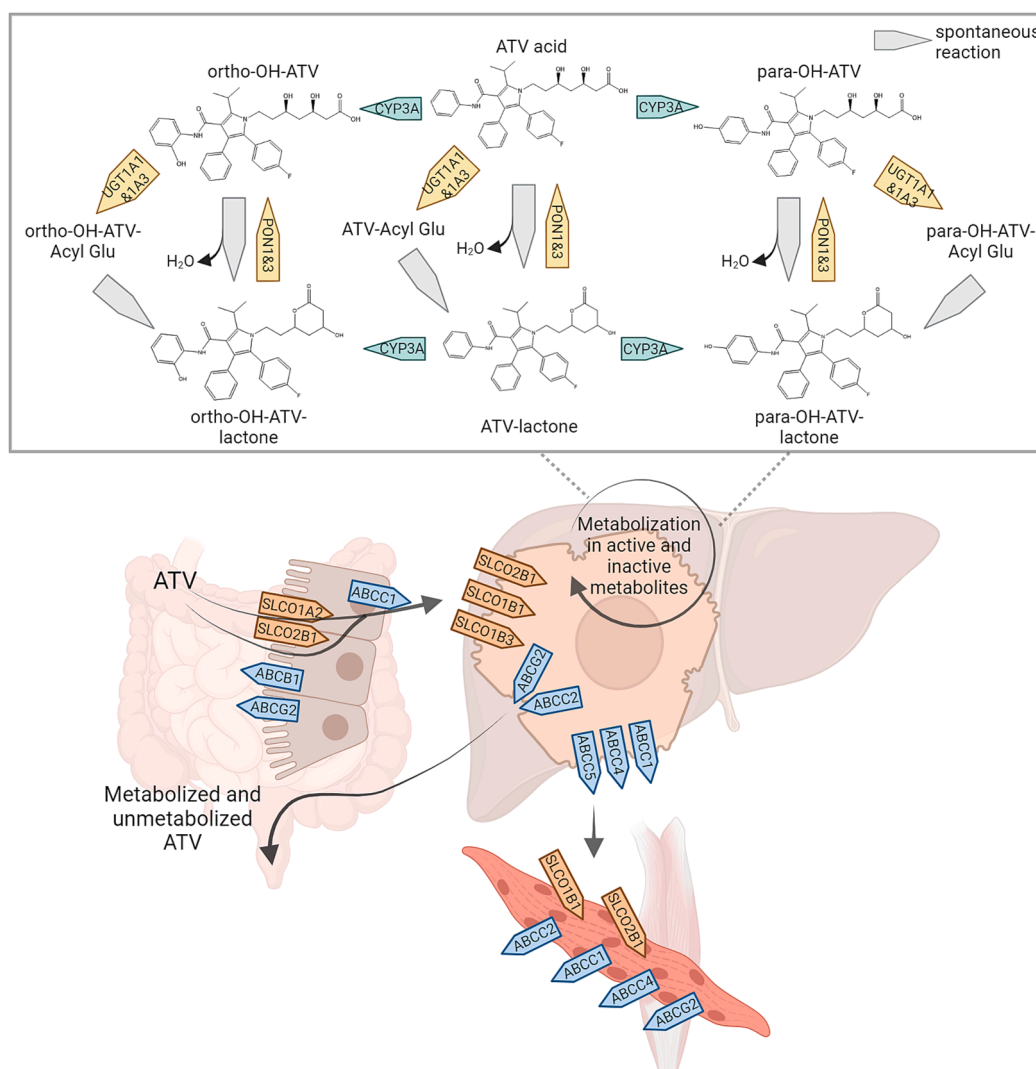 spontaneous
reaction
ATV acid
ortho-OH-ATV
para-OH-ATV
CYP3A
CYP3A
UGT1A1
&1A3
UGT1A1
&1A3
UGT1A1
&1A3
ortho-OH-ATV-
Acyl Glu
H₂O
PON1&3
ATV-Acyl Glu
H₂O
PON1&3
H₂O
PON1&3
para-OH-ATV-
Acyl Glu
CYP3A
CYP3A
ortho-OH-ATV-
lactone
ATV-lactone
para-OH-ATV-
lactone
Metabolization
in active and
inactive
metabolites
ATV
SLCO1A2
SLCO2B1
ABCC1
ABCB1
ABCG2
SLCO2B1
SLCO1B1
SLCO1B3
ABCG2
ABCC2
ABCC5
ABCC4
ABCC1
Metabolized and
unmetabolized
ATV
SLCO1B1
SLCO2B1
ABCC2
ABCC1
ABCC4
ABCG2